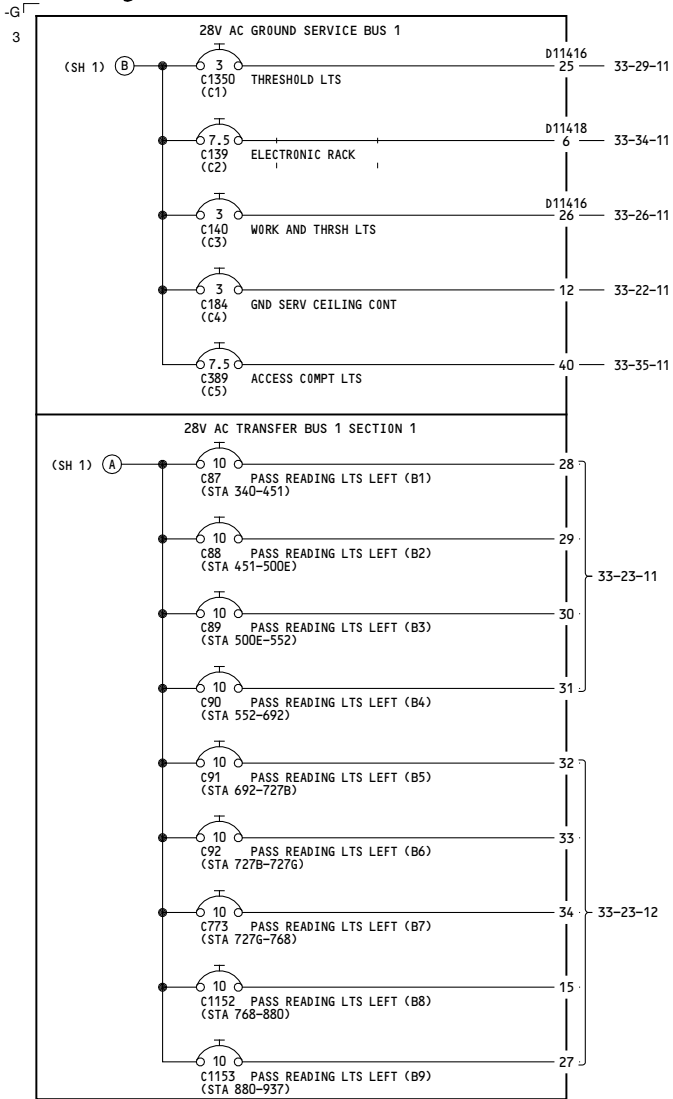 -G
3
28V AC GROUND SERVICE BUS 1
(SH 1) B
3
C1350 THRESHOLD LTS
(C1)
D11416
25 33-29-11
7.5
C139 ELECTRONIC RACK
(C2)
D11418
6 33-34-11
3
C140 WORK AND THRSH LTS
(C3)
D11416
26 33-26-11
3
C184 GND SERV CEILING CONT
(C4)
12 33-22-11
7.5
C389 ACCESS COMPT LTS
(C5)
40 33-35-11
28V AC TRANSFER BUS 1 SECTION 1
(SH 1) A
10 28
C87 PASS READING LTS LEFT (B1)
(STA 340-451)
10 29
C88 PASS READING LTS LEFT (B2)
(STA 451-500E)
33-23-11
10 30
C89 PASS READING LTS LEFT (B3)
(STA 500E-552)
10 31
C90 PASS READING LTS LEFT (B4)
(STA 552-692)
10 32
C91 PASS READING LTS LEFT (B5)
(STA 692-727B)
10 33
C92 PASS READING LTS LEFT (B6)
(STA 727B-727G)
10 34 33-23-12
C773 PASS READING LTS LEFT (B7)
(STA 727G-768)
10 15
C1152 PASS READING LTS LEFT (B8)
(STA 768-880)
10 27
C1153 PASS READING LTS LEFT (B9)
(STA 880-937)